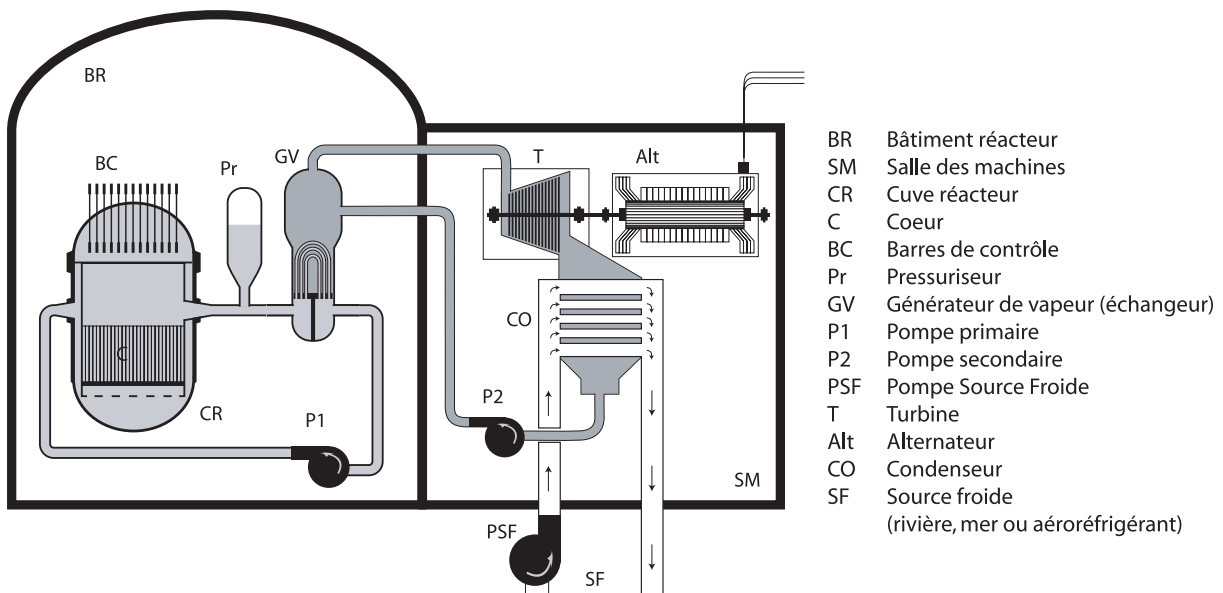 BR
BC
Pr
GV
T
Alt
C
CR
P1
P2
CO
SM
PSF
SF
BR Bâtiment réacteur
SM Salle des machines
CR Cuve réacteur
C Coeur
BC Barres de contrôle
Pr Pressuriseur
GV Générateur de vapeur (échangeur)
P1 Pompe primaire
P2 Pompe secondaire
PSF Pompe Source Froide
T Turbine
Alt Alternateur
CO Condenseur
SF Source froide
(rivière, mer ou aéroréfrigérant)